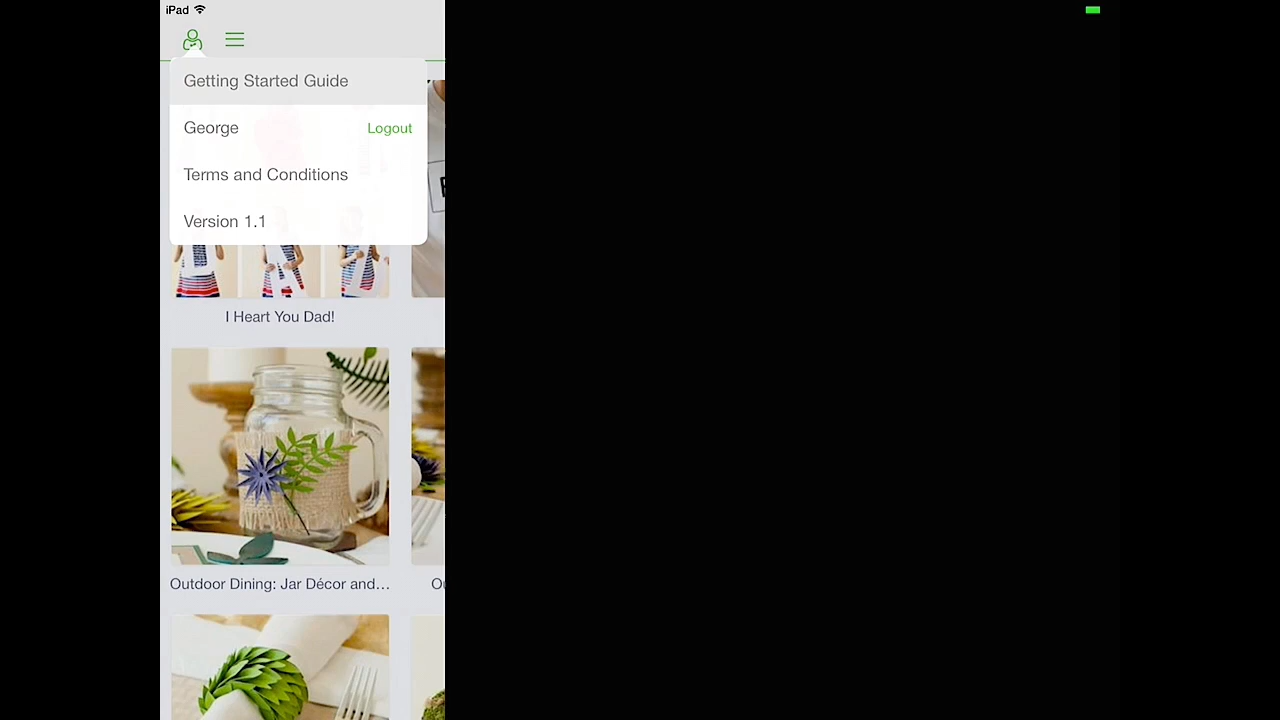 iPad
Getting Started Guide
George Logout
Terms and Conditions
Version 1.1
I Heart You Dad!
Outdoor Dining: Jar Décor and…
Ou